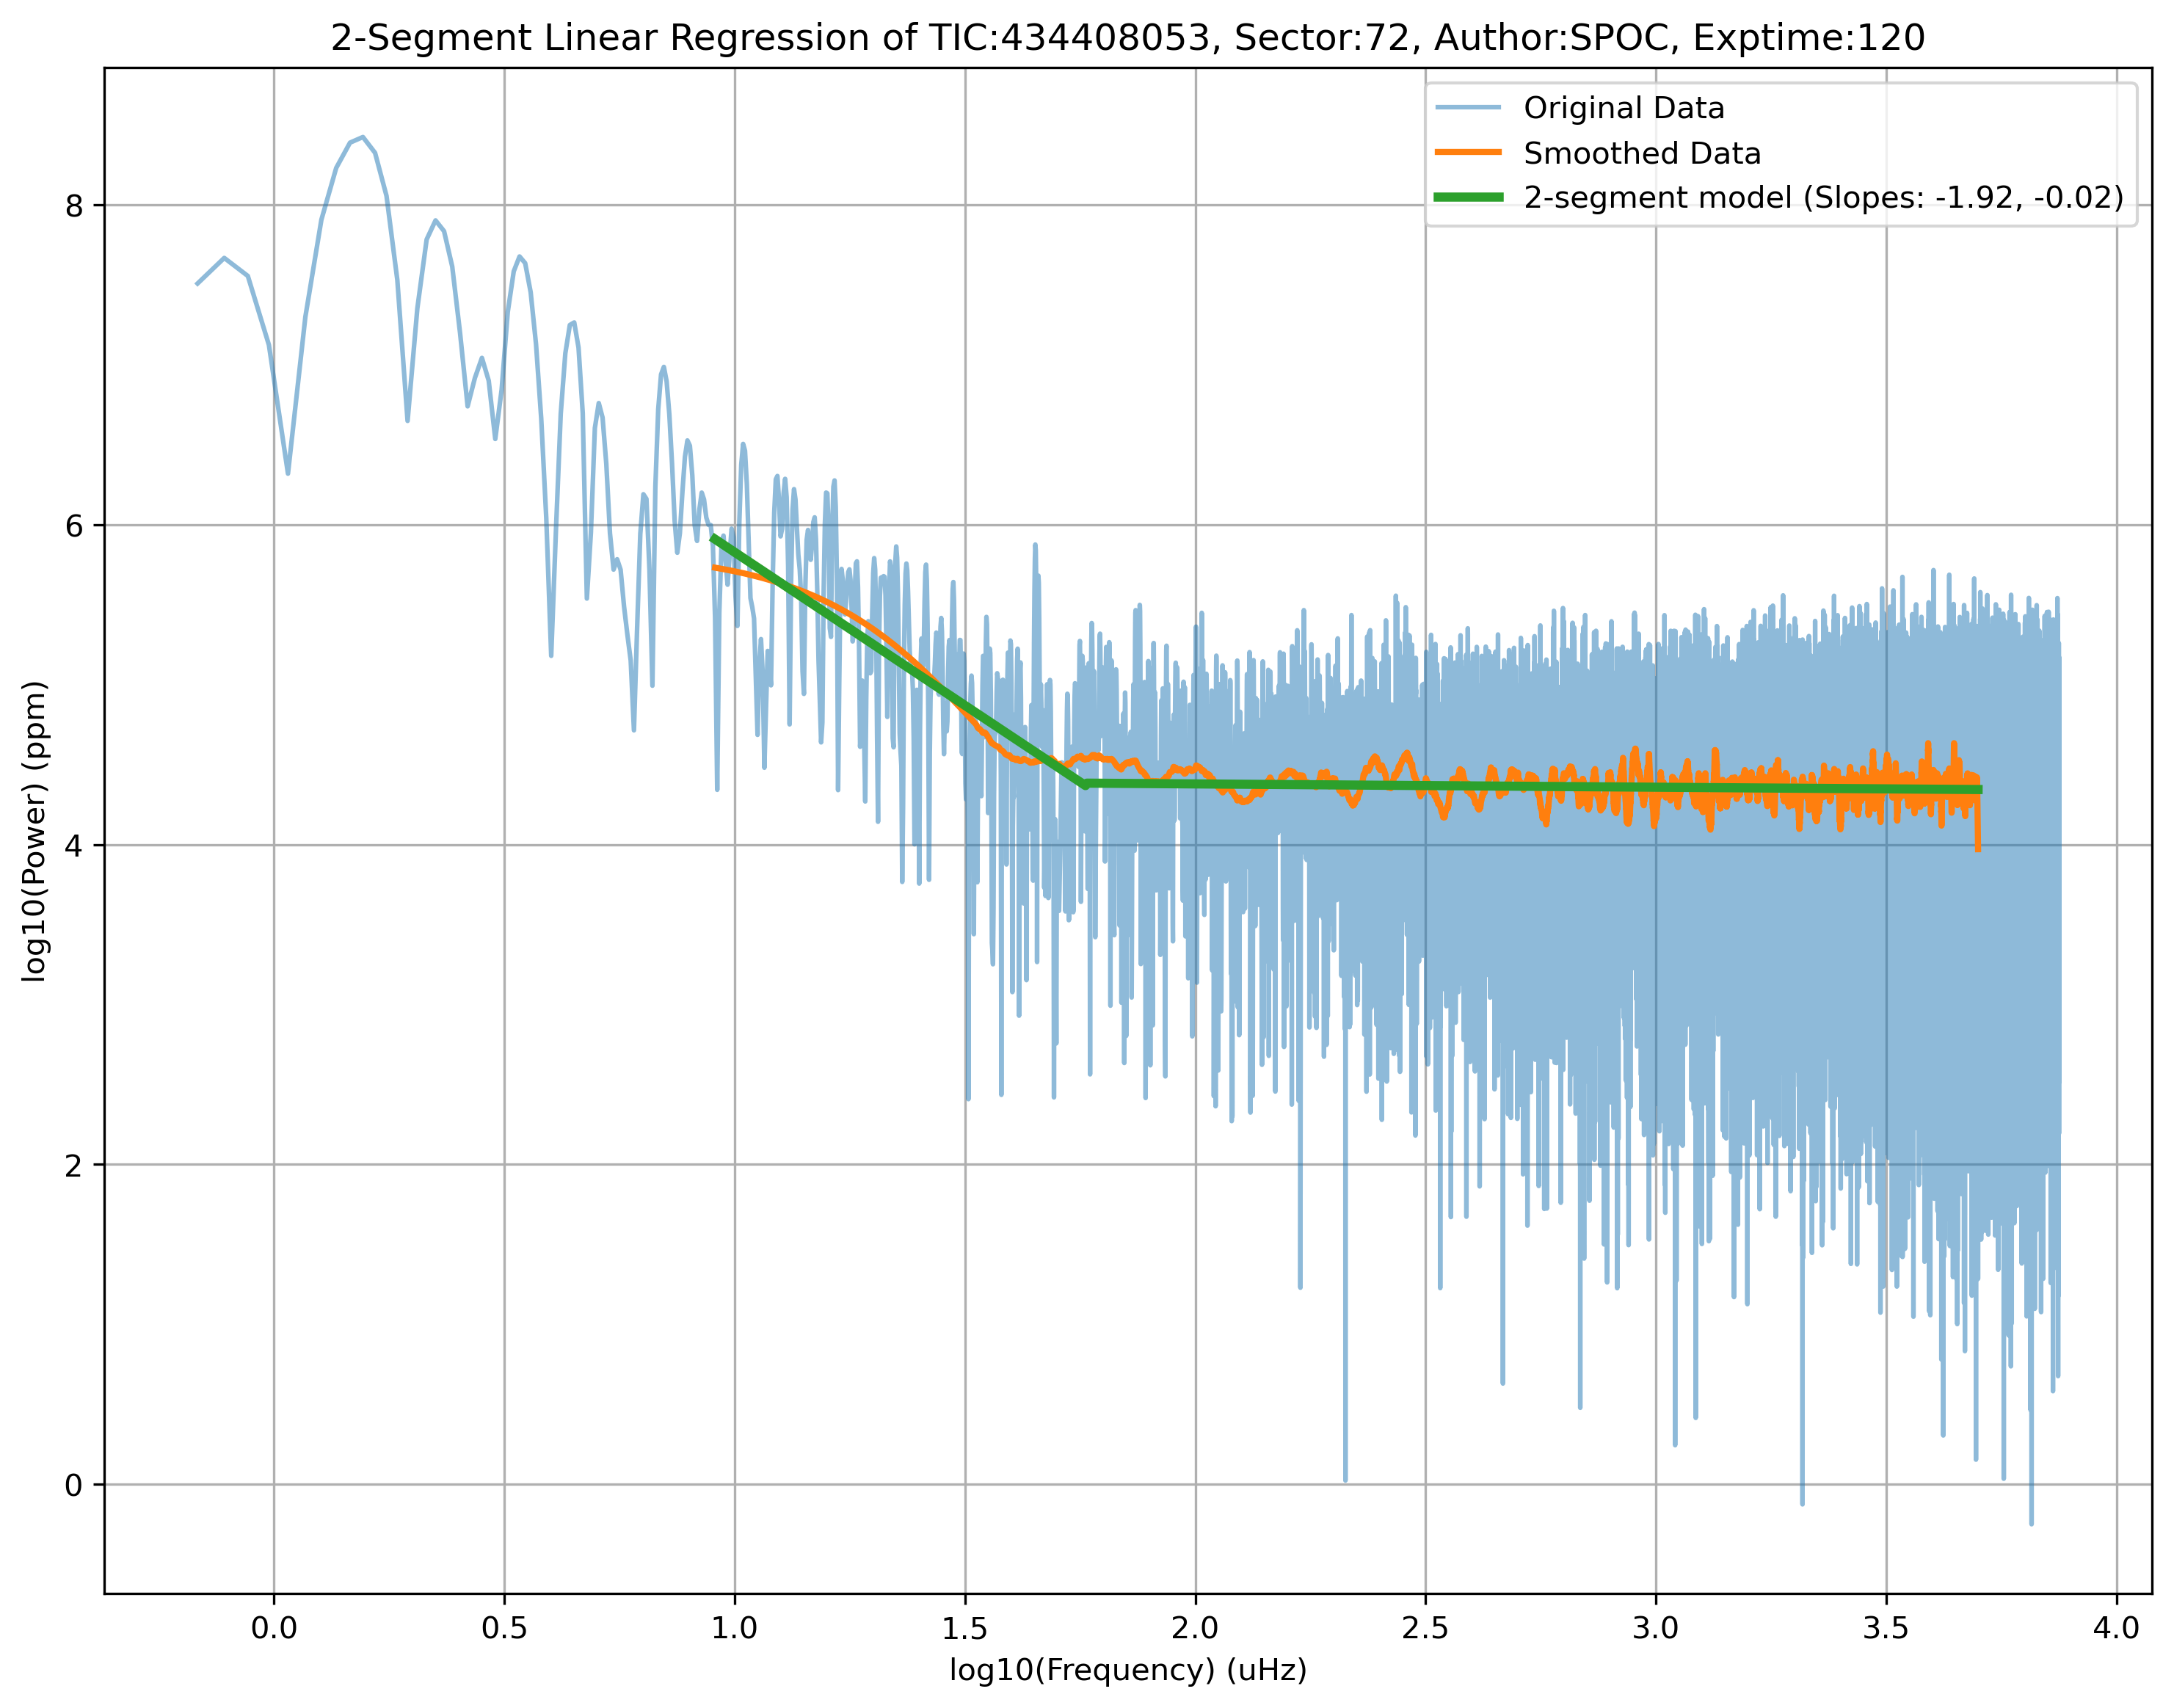 2-Segment Linear Regression of TIC:434408053, Sector:72, Author:SPOC, Exptime:120
Original Data
Smoothed Data
2-segment model (Slopes: -1.92, -0.02)
log10(Power) (ppm)
8
6
4
2
0
0.0 0.5 1.0 1.5 2.0 2.5 3.0 3.5 4.0
log10(Frequency) (uHz)